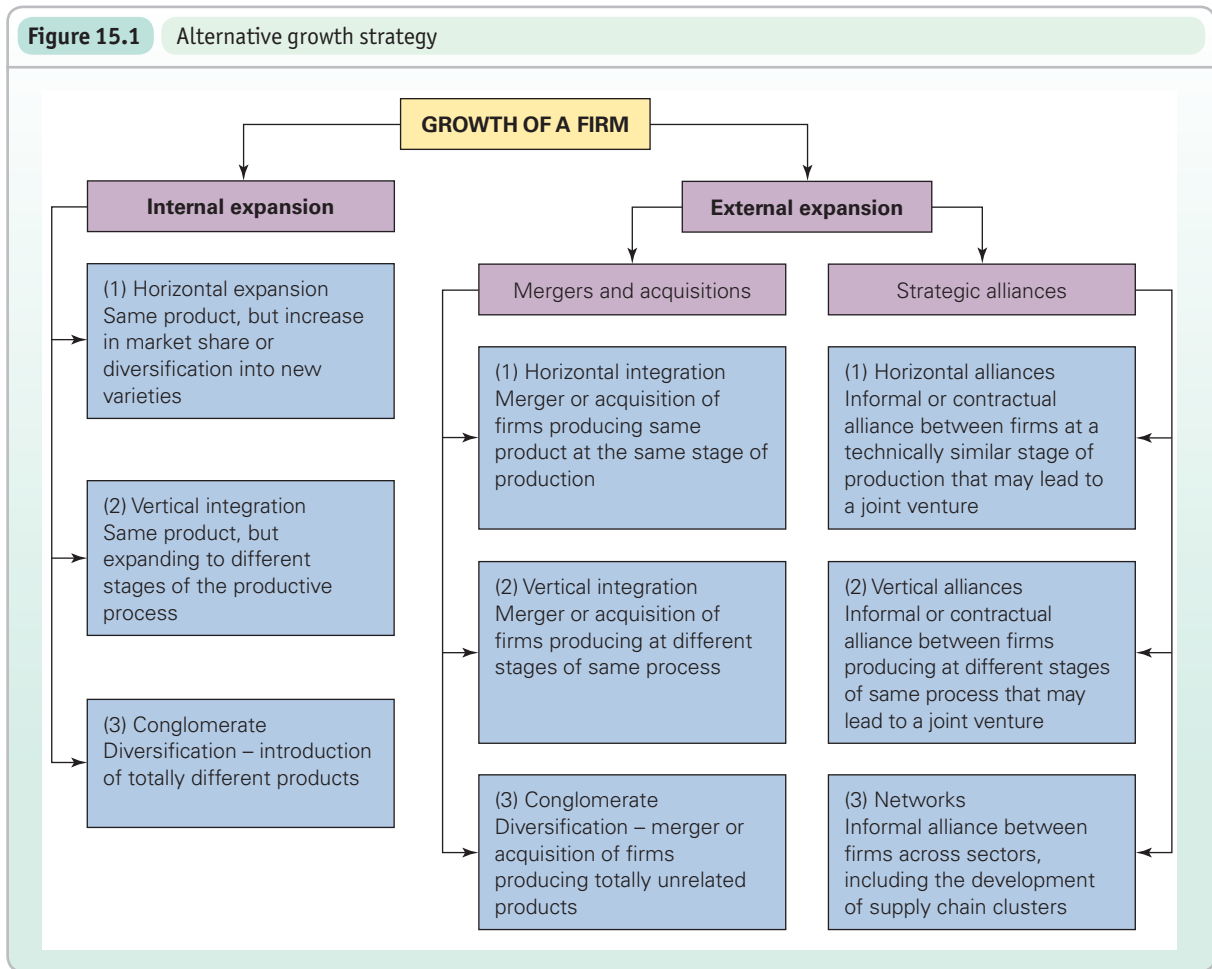 Figure 15.1 Alternative growth strategy
GROWTH OF A FIRM
Internal expansion
(1) Horizontal expansion
Same product, but increase
in market share or
diversification into new
varieties
(2) Vertical integration
Same product, but
expanding to different
stages of the productive
process
(3) Conglomerate
Diversification – introduction
of totally different products
External expansion
Mergers and acquisitions
(1) Horizontal integration
Merger or acquisition of
firms producing same
product at the same stage of
production
(2) Vertical integration
Merger or acquisition of
firms producing at different
stages of same process
(3) Conglomerate
Diversification – merger or
acquisition of firms
producing totally unrelated
products
Strategic alliances
(1) Horizontal alliances
Informal or contractual
alliance between firms at a
technically similar stage of
production that may lead to
a joint venture
(2) Vertical alliances
Informal or contractual
alliance between firms
producing at different stages
of same process that may
lead to a joint venture
(3) Networks
Informal alliance between
firms across sectors,
including the development
of supply chain clusters